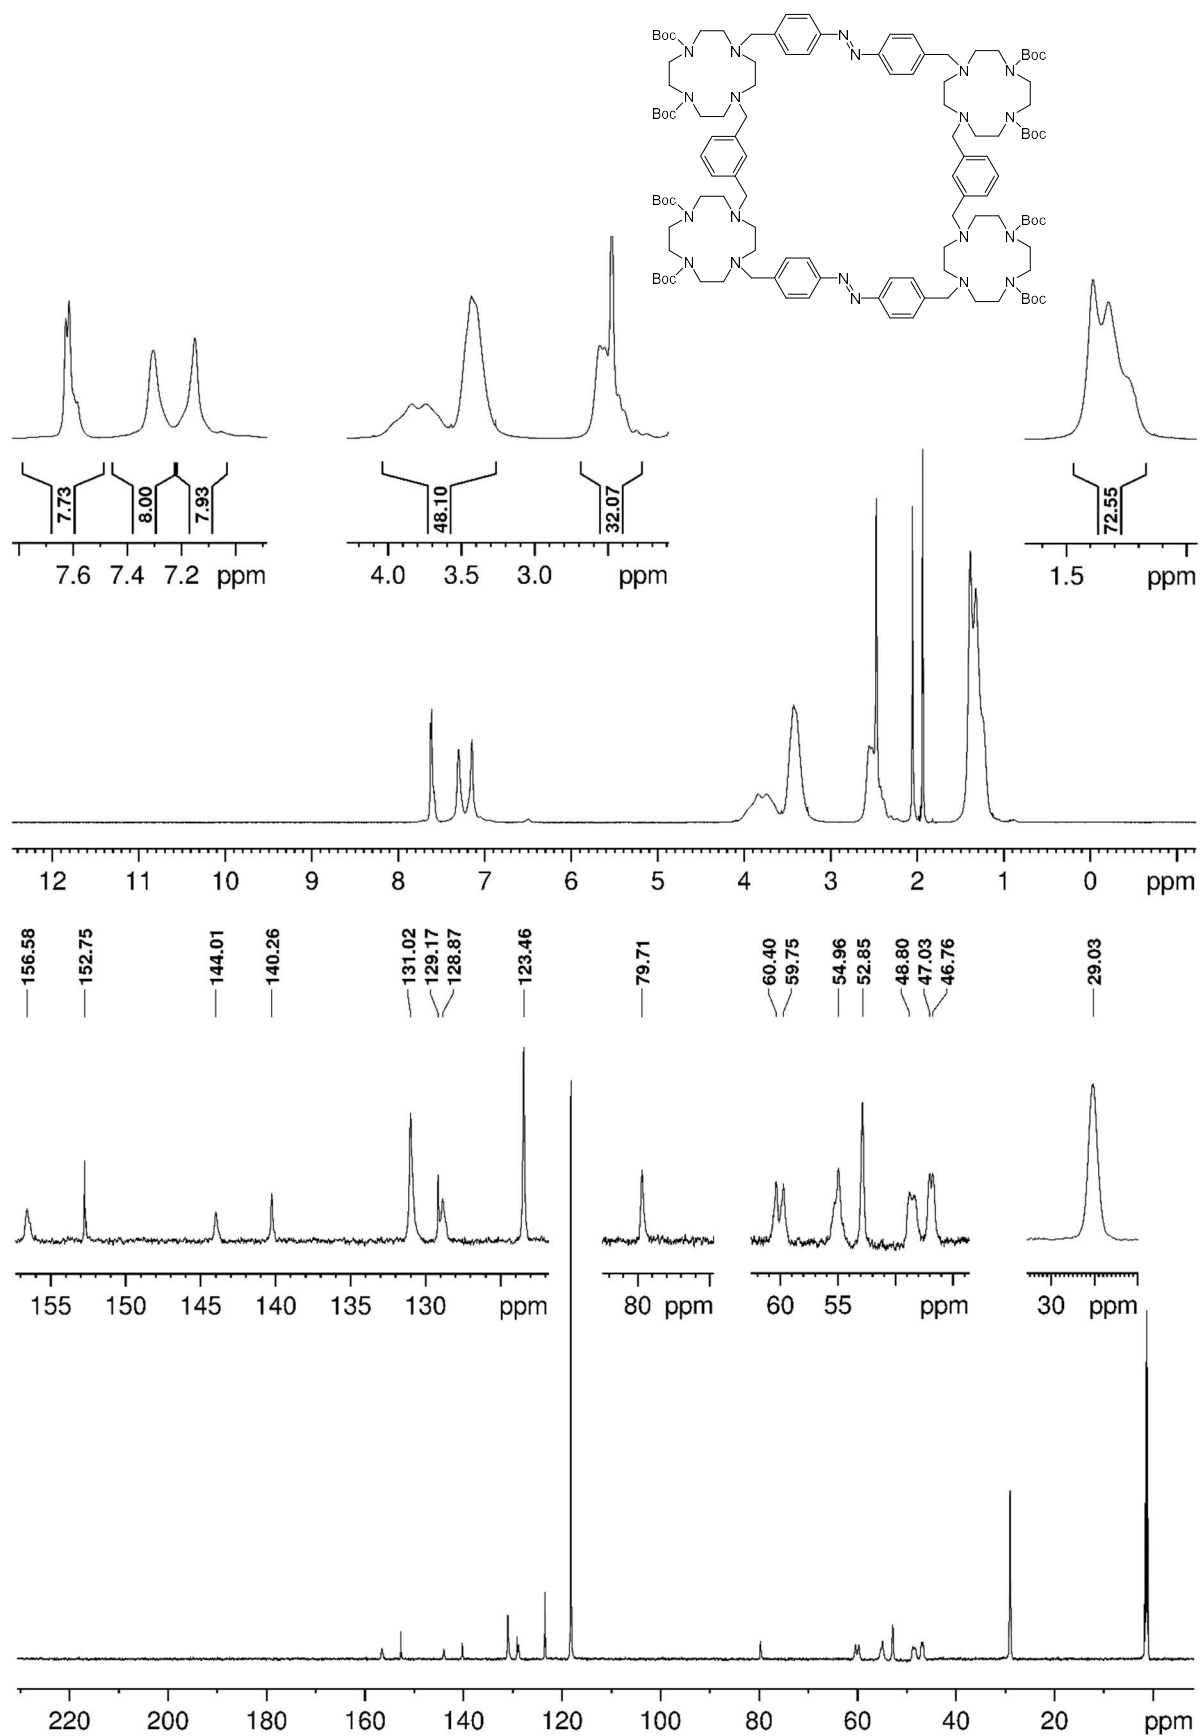 Boc N N N N Boc
N N
Boc N N N N Boc
Boc N N N N Boc
N N
Boc N N N N Boc
7.73 8.00 7.93 48.10 32.07 72.55
7.6 7.4 7.2 ppm 4.0 3.5 3.0 ppm 1.5 ppm
12 11 10 9 8 7 6 5 4 3 2 1 0 ppm
156.58 152.75 144.01 140.26 131.02 129.17 128.87 123.46 79.71 60.40 59.75 54.96 52.85 48.80 47.03 46.76 29.03
155 150 145 140 135 130 ppm 80 ppm 60 55 ppm 30 ppm
220 200 180 160 140 120 100 80 60 40 20 ppm